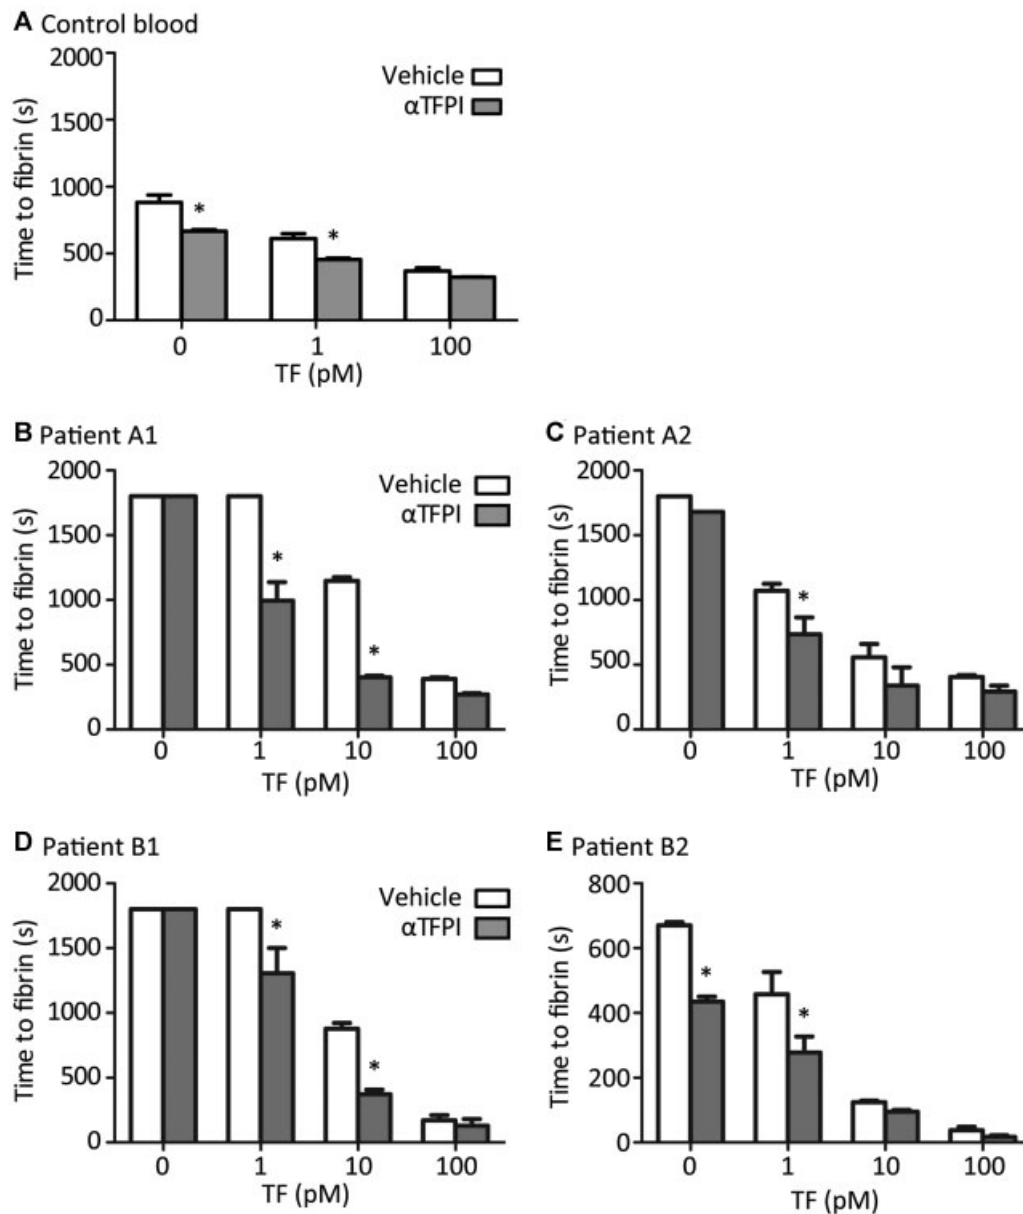 A Control blood
2000
1500
1000
500
0
Time to fibrin (s)
Vehicle
αTFPI
*
*
0 1 100
TF (pM)
B Patient A1
2000
1500
1000
500
0
Time to fibrin (s)
Vehicle
αTFPI
*
*
0 1 10 100
TF (pM)
C Patient A2
2000
1500
1000
500
0
Time to fibrin (s)
*
0 1 10 100
TF (pM)
D Patient B1
2000
1500
1000
500
0
Time to fibrin (s)
Vehicle
αTFPI
*
*
0 1 10 100
TF (pM)
E Patient B2
800
600
400
200
0
Time to fibrin (s)
*
*
0 1 10 100
TF (pM)